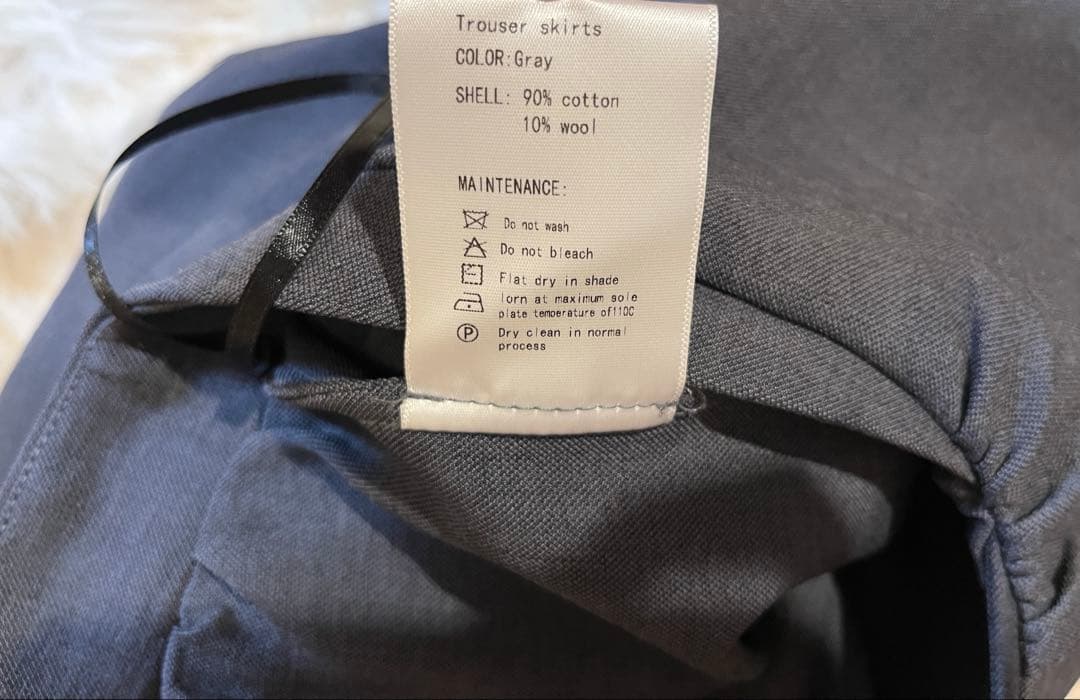 Trouser skirts
COLOR:Gray
SHELL: 90% cotton
10% wool
MAINTENANCE:
Do not wash
Do not bleach
Flat dry in shade
Iorn at maximum sole
plate temperature of110C
P Dry clean in normal
process